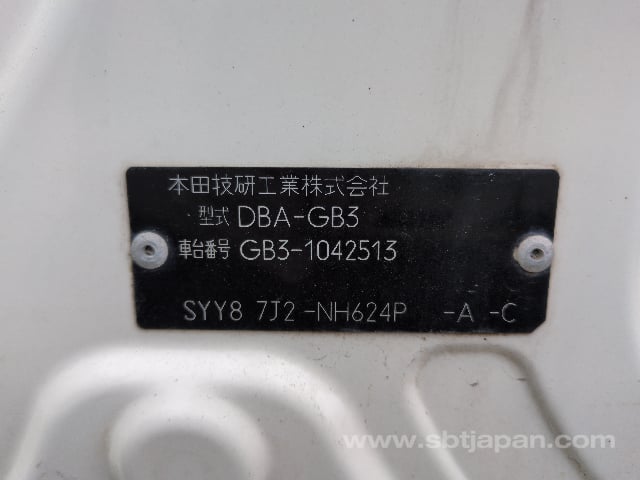 本田技研工業株式会社
型式 DBA-GB3
車台番号 GB3-1042513
SYY8 7J2 -NH624P -A -C
www.sbtjapan.com